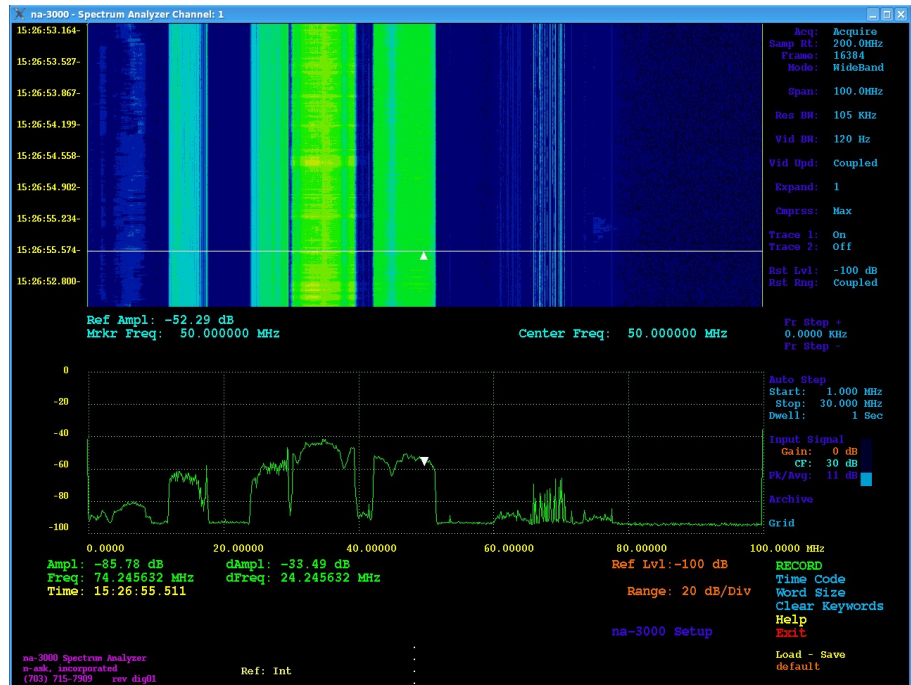 na-3000 - Spectrum Analyzer Channel: 1
15:26:53.164-
15:26:53.527-
15:26:53.867-
15:26:54.199-
15:26:54.558-
15:26:54.902-
15:26:55.234-
15:26:55.574-
15:26:52.800-
Acq: Acquire
Samp Rt: 200.0MHz
Frame: 16384
Mode: WideBand
Span: 100.0MHz
Res BW: 105 KHz
Vid BW: 120 Hz
Vid Upd: Coupled
Expand: 1
Cmprss: Max
Trace 1: On
Trace 2: Off
Rst Lvl: -100 dB
Rst Rng: Coupled
Ref Ampl: -52.29 dB
Mrkr Freq: 50.000000 MHz
Center Freq: 50.000000 MHz
Fr Step +
0.0000 KHz
Fr Step -
0
-20
-40
-60
-80
-100
0.0000 20.00000 40.00000 60.00000 80.00000 100.0000 MHz
Auto Step
Start: 1.000 MHz
Stop: 30.000 MHz
Dwell: 1 Sec
Input Signal
Gain: 0 dB
CF: 30 dB
Pk/Avg: 11 dB
Archive
Grid
Ampl: -85.78 dB dAmpl: -33.49 dB
Freq: 74.245632 MHz dFreq: 24.245632 MHz
Time: 15:26:55.511
Ref Lvl:-100 dB
Range: 20 dB/Div
na-3000 Setup
RECORD
Time Code
Word Size
Clear Keywords
Help
Exit
Load - Save
default
na-3000 Spectrum Analyzer
n-ask, incorporated
(703) 715-7909 rev dig01
Ref: Int